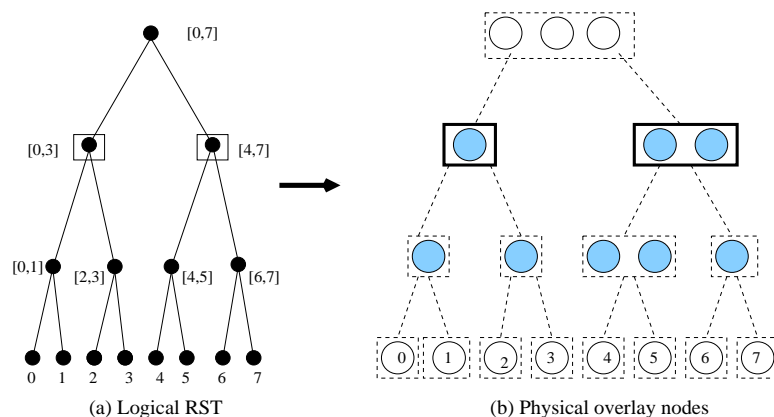 [0,7]
[0,3]
[4,7]
[0,1]
[2,3]
[4,5]
[6,7]
0 1 2 3 4 5 6 7
0 1 2 3 4 5 6 7
(a) Logical RST
(b) Physical overlay nodes